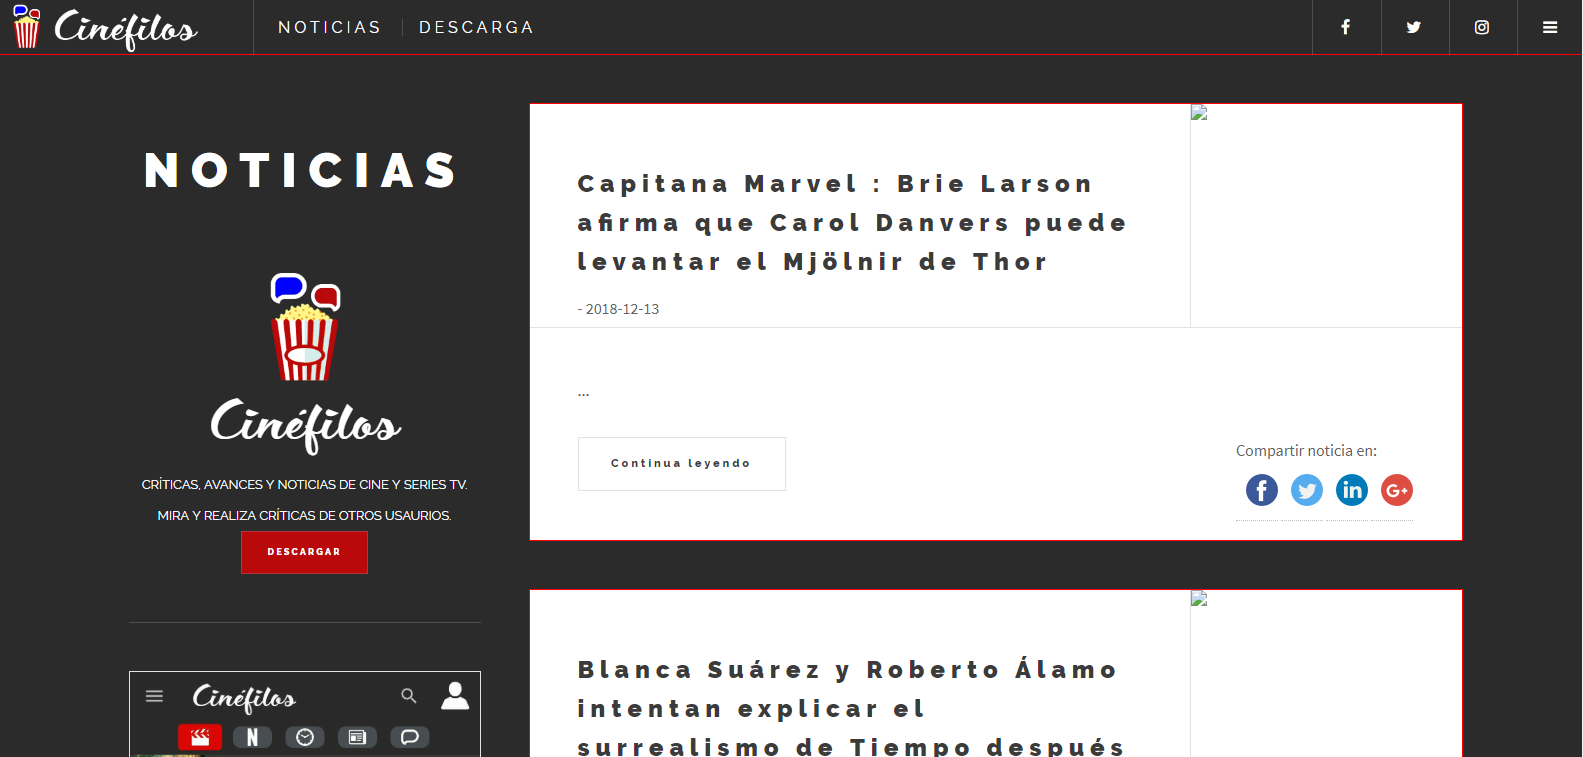 Cinéfilos
NOTICIAS
DESCARGA
NOTICIAS
Cinéfilos
CRÍTICAS, AVANCES Y NOTICIAS DE CINE Y SERIES TV.
MIRA Y REALIZA CRÍTICAS DE OTROS USAURIOS.
DESCARGAR
Cinéfilos
N
Capitana Marvel : Brie Larson
afirma que Carol Danvers puede
levantar el Mjölnir de Thor
- 2018-12-13
...
Continua leyendo
Compartir noticia en:
Blanca Suárez y Roberto Álamo
intentan explicar el
surrealismo de Tiempo después